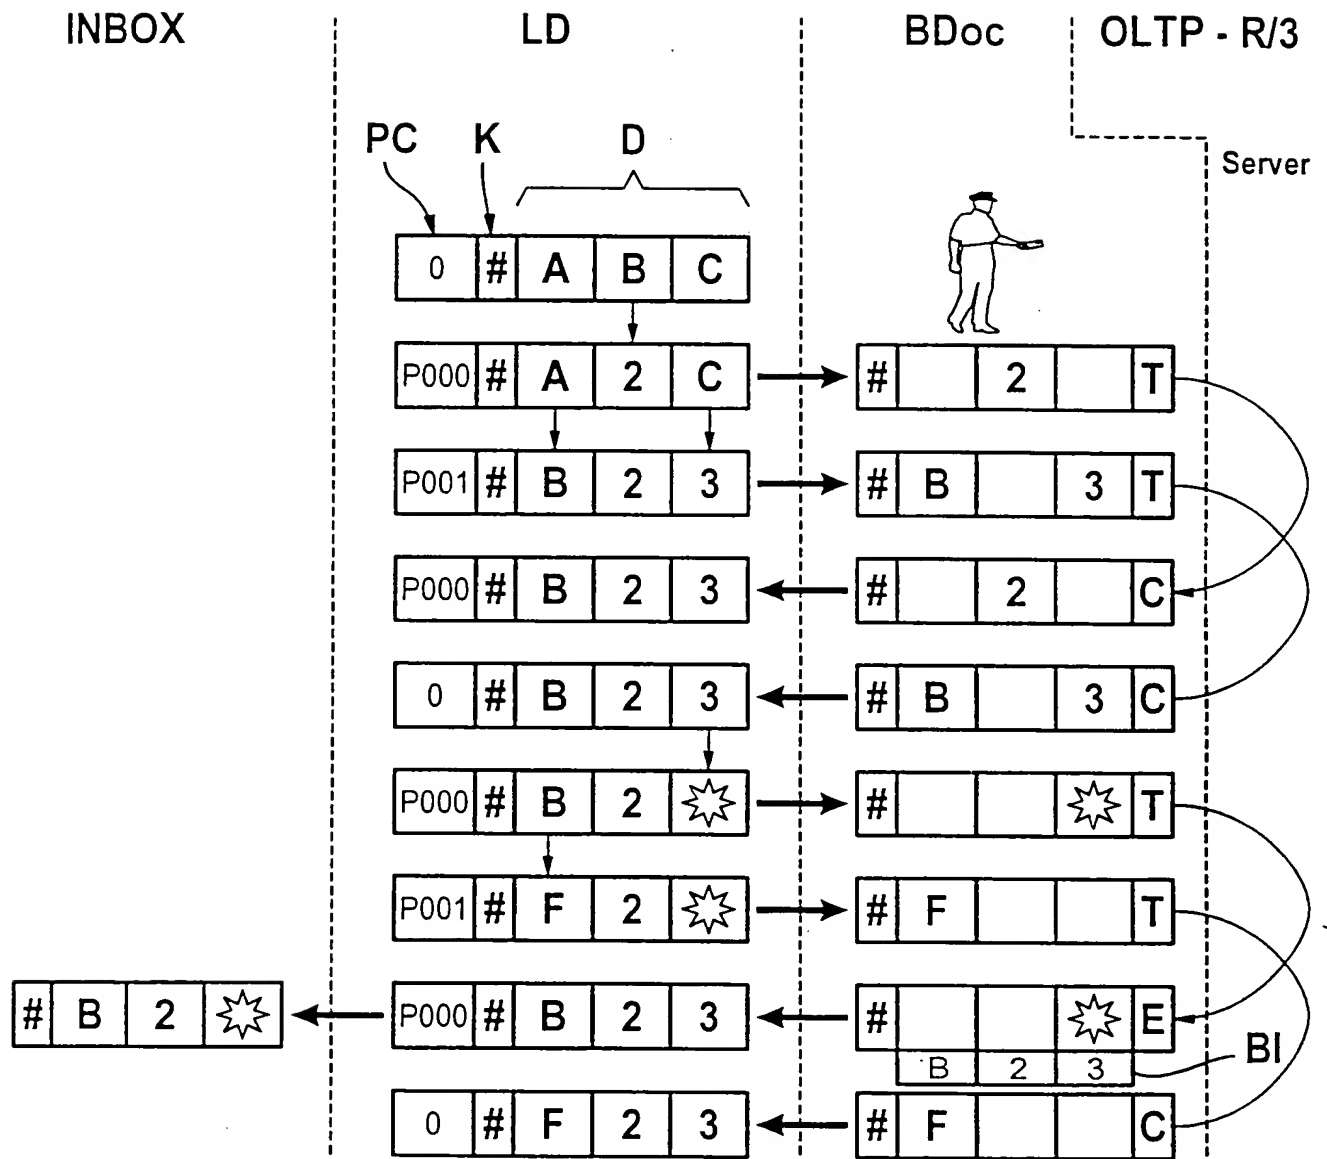 INBOX LD BDoc OLTP - R/3
Server
PC K D
0 # A B C
P000 # A 2 C # 2 T
P001 # B 2 3 # B 3 T
P000 # B 2 3 # 2 C
0 # B 2 3 # B 3 C
P000 # B 2 # T
P001 # F 2 # F T
# B 2 P000 # B 2 3 # E
B 2 3 BI
0 # F 2 3 # F C